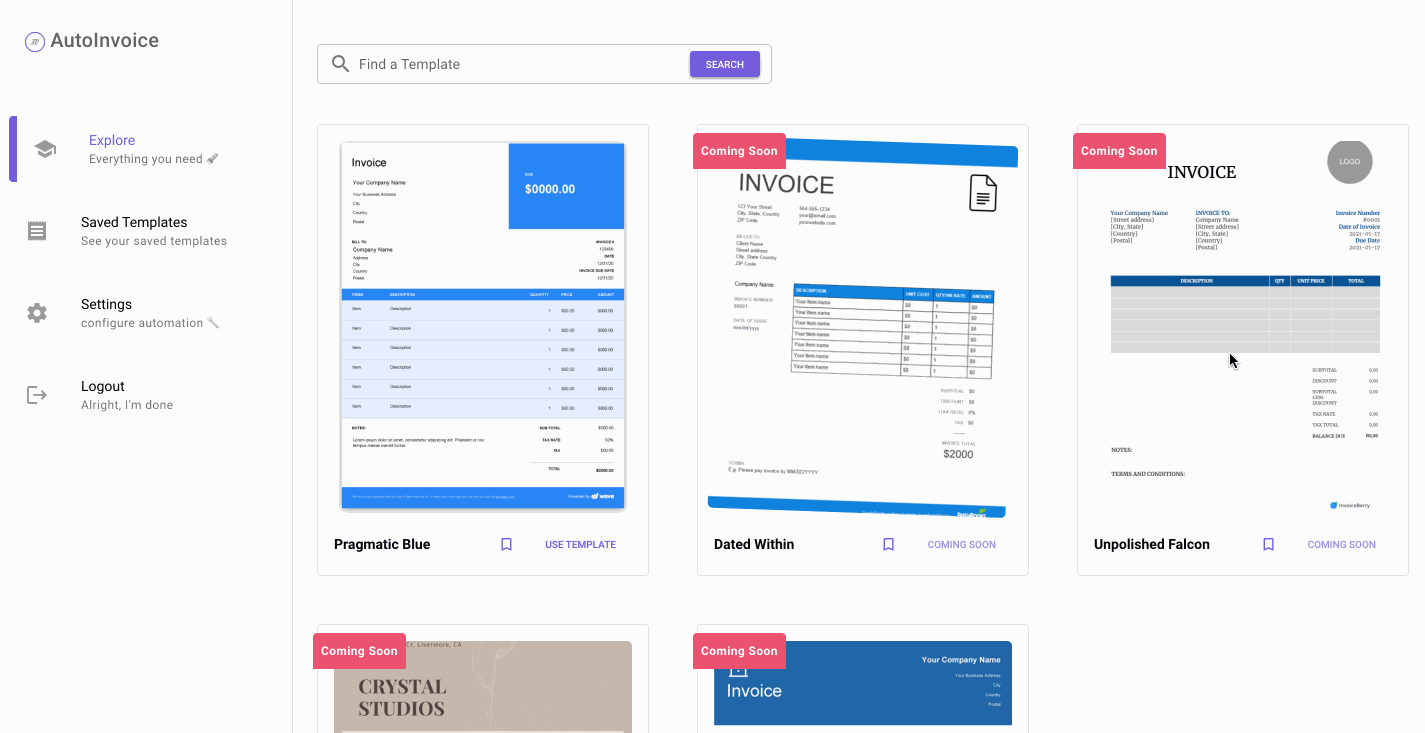 AutoInvoice
Explore
Everything you need
Saved Templates
See your saved templates
Settings
configure automation
Logout
Alright, I'm done
Find a Template
SEARCH
Invoice
Your Company Name
Your Business Address
City
Country
Postal
DUE
$0000.00
BILL TO:
Company Name
Address
City
Country
Postal
INVOICE #
123456
DATE
12/31/20
INVOICE DUE DATE
12/31/20
ITEMS DESCRIPTION QUANTITY PRICE AMOUNT
Item Description 1 $00.00 $000.00
Item Description 1 $00.00 $000.00
Item Description 1 $00.00 $000.00
Item Description 1 $00.00 $000.00
Item Description 1 $00.00 $000.00
Item Description 1 $00.00 $000.00
NOTES:
Lorem ipsum dolor sit amet, consectetur adipiscing elit. Praesent ut nisi
tempus massa blandit luctus.
SUB-TOTAL $000.00
TAX RATE 00%
TAX $00.00
TOTAL $0000.00
Powered by wave
Pragmatic Blue
USE TEMPLATE
Coming Soon
INVOICE
123 Your Street
City, State, Country
ZIP Code
564-555-1234
your@email.com
yourwebsite.com
BILLED TO
Client Name
Street address
City, State Country
ZIP Code
Company Name
INVOICE NUMBER
00001
DATE OF ISSUE
mm/dd/yyyy
DESCRIPTION UNIT COST QTY/HR RATE AMOUNT
Your item name $0 1 $0
Your item name $0 1 $0
Your item name $0 1 $0
Your item name $0 1 $0
Your item name $0 1 $0
Your item name $0 1 $0
Your item name $0 1 $0
SUBTOTAL $0
DISCOUNT $0
(TAX RATE) 0%
TAX $0
INVOICE TOTAL
$2000
TERMS
E.g. Please pay invoice by MM/DD/YYYY
Dated Within
COMING SOON
Coming Soon
INVOICE
LOGO
Your Company Name
[Street address]
[City, State]
[Country]
[Postal]
INVOICE TO:
Company Name
[Street address]
[City, State]
[Country]
[Postal]
Invoice Number
#0001
Date of Invoice
2021-01-17
Due Date
2021-01-17
DESCRIPTION QTY UNIT PRICE TOTAL
SUBTOTAL 0,00
DISCOUNT 0,00
SUBTOTAL 0,00
LESS
DISCOUNT
TAX RATE 0,00
TAX TOTAL 0,00
BALANCE DUE R0,00
NOTES:
TERMS AND CONDITIONS:
InvoiceBerry
Unpolished Falcon
COMING SOON
Coming Soon
Ct, Livermore, CA
CRYSTAL
STUDIOS
Coming Soon
Invoice
Your Company Name
Your Business Address
City
Country
Postal